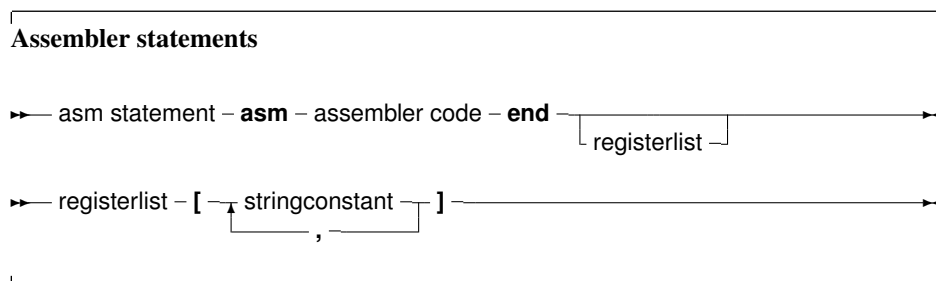 Assembler statements
asm statement – asm – assembler code – end
registerlist
registerlist – [ stringconstant ]
,